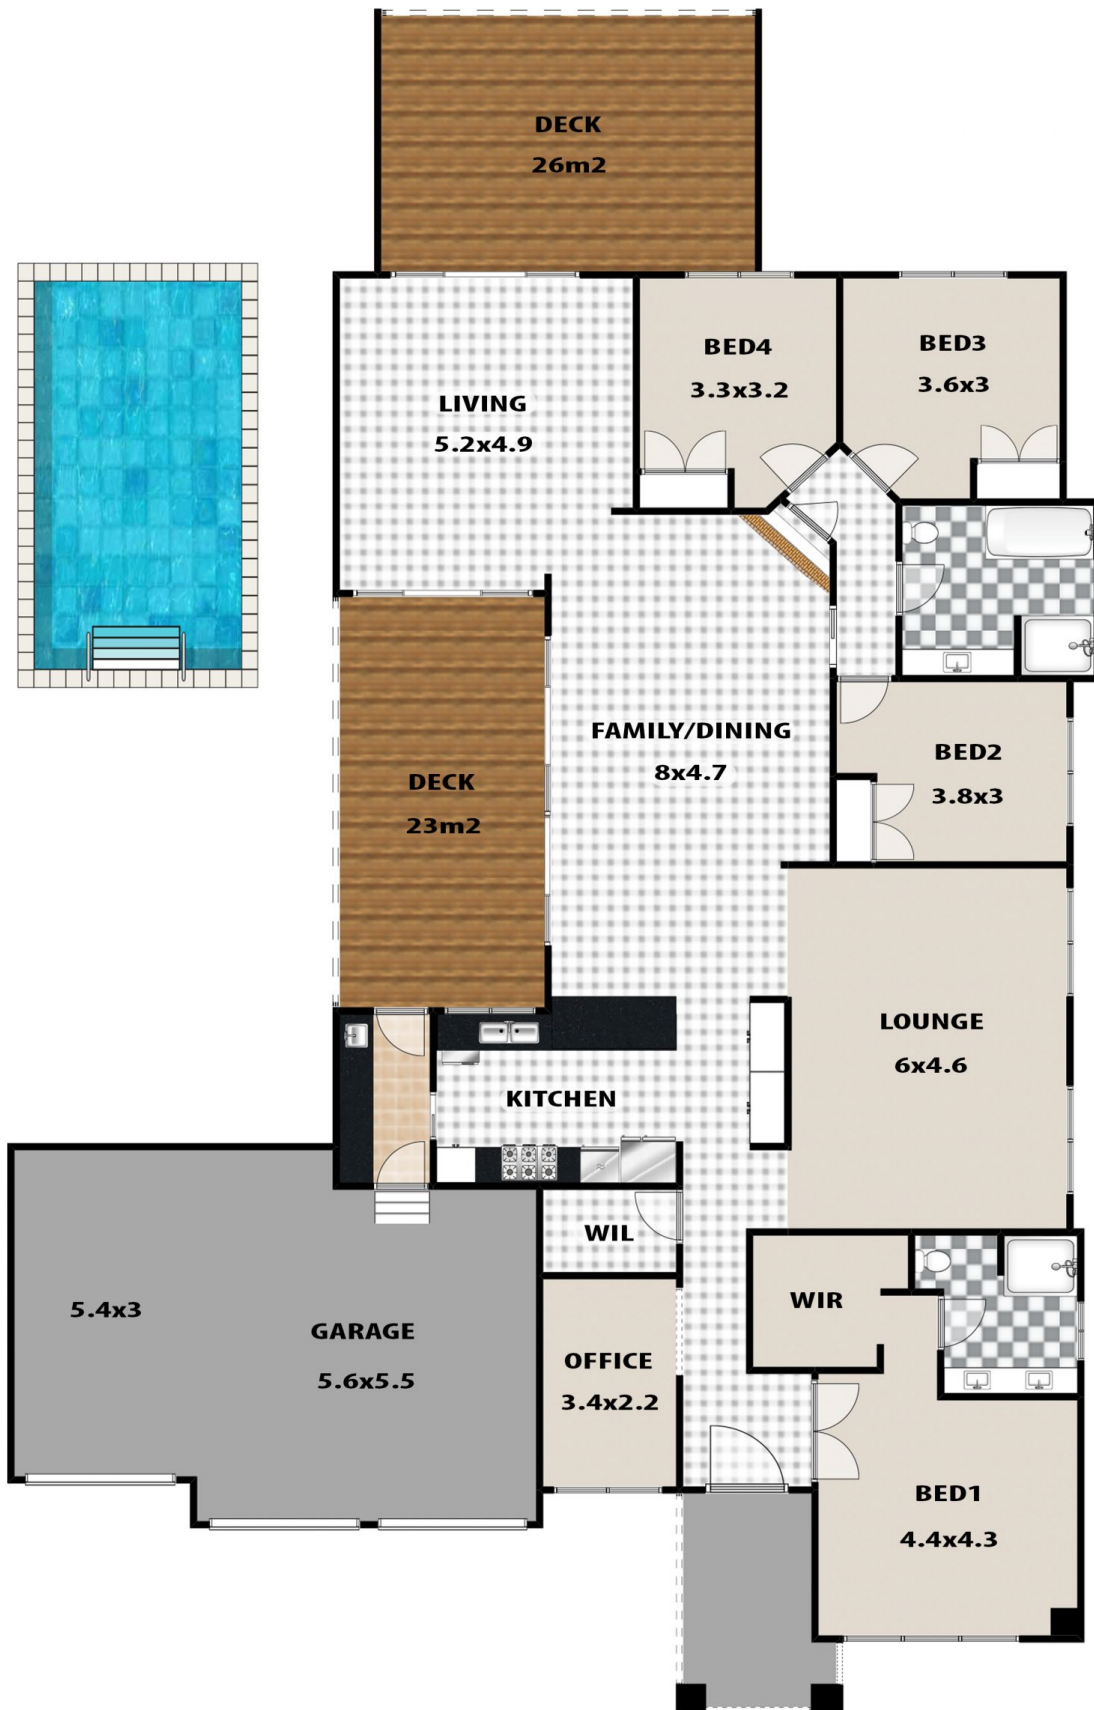 DECK
26m2
BED4
3.3x3.2
BED3
3.6x3
LIVING
5.2x4.9
FAMILY/DINING
8x4.7
BED2
3.8x3
DECK
23m2
LOUNGE
6x4.6
KITCHEN
WIL
WIR
5.4x3
GARAGE
5.6x5.5
OFFICE
3.4x2.2
BED1
4.4x4.3